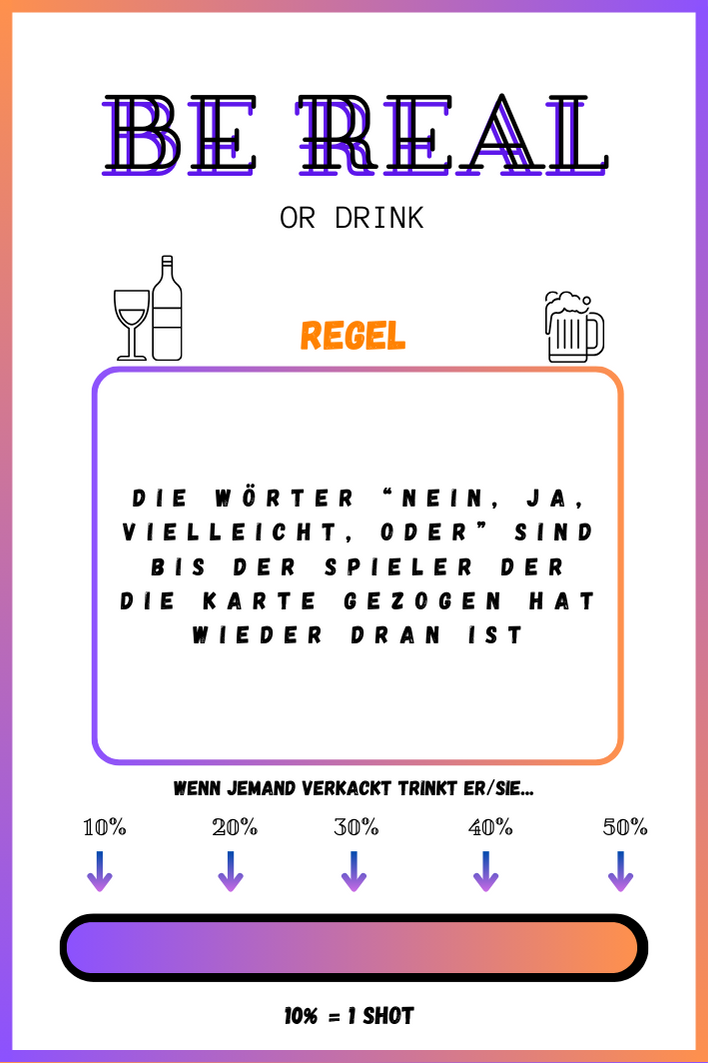 BE REAL
OR DRINK
REGEL
DIE WÖRTER “NEIN, JA,
VIELLEICHT, ODER” SIND
BIS DER SPIELER DER
DIE KARTE GEZOGEN HAT
WIEDER DRAN IST
WENN JEMAND VERKACKT TRINKT ER/SIE...
10% 20% 30% 40% 50%
10% = 1 SHOT